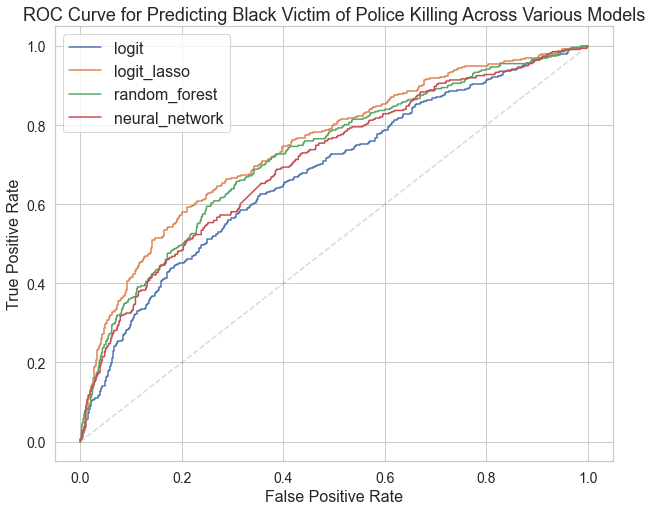 ROC Curve for Predicting Black Victim of Police Killing Across Various Models
logit
logit_lasso
random_forest
neural_network
True Positive Rate
1.0
0.8
0.6
0.4
0.2
0.0
0.0 0.2 0.4 0.6 0.8 1.0
False Positive Rate